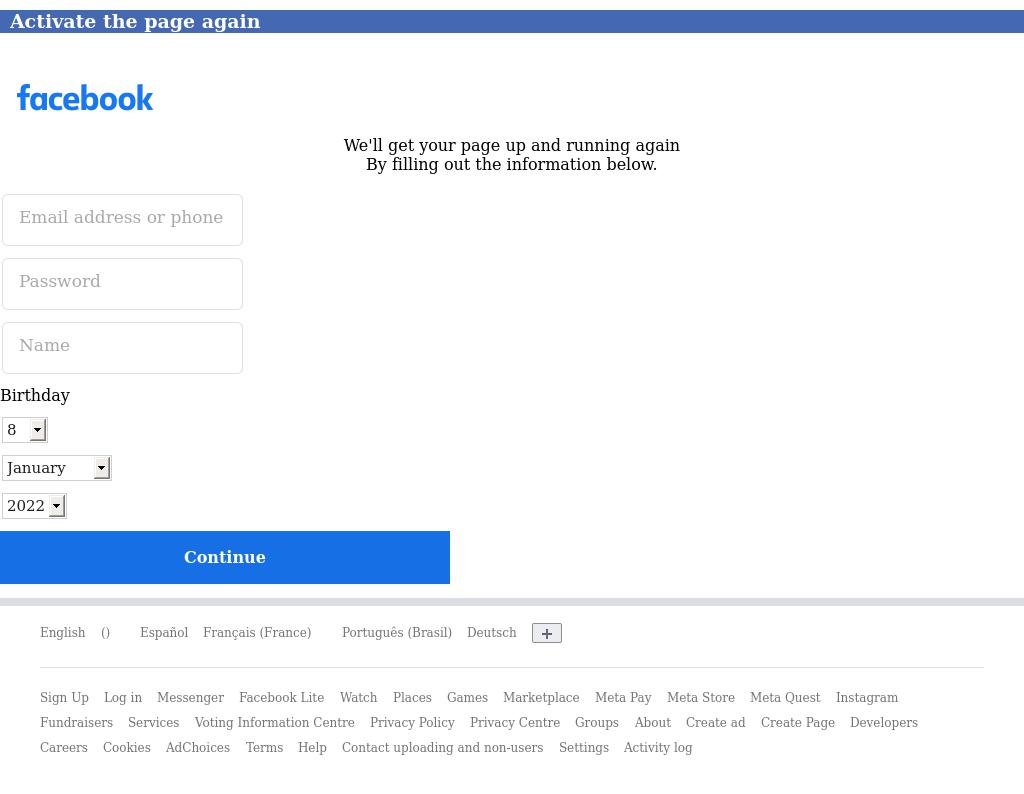 Activate the page again
facebook
We'll get your page up and running again
By filling out the information below.
Email address or phone
Password
Name
Birthday
8
January
2022
Continue
English () Español Français (France) Português (Brasil) Deutsch +
Sign Up Log in Messenger Facebook Lite Watch Places Games Marketplace Meta Pay Meta Store Meta Quest Instagram
Fundraisers Services Voting Information Centre Privacy Policy Privacy Centre Groups About Create ad Create Page Developers
Careers Cookies AdChoices Terms Help Contact uploading and non-users Settings Activity log